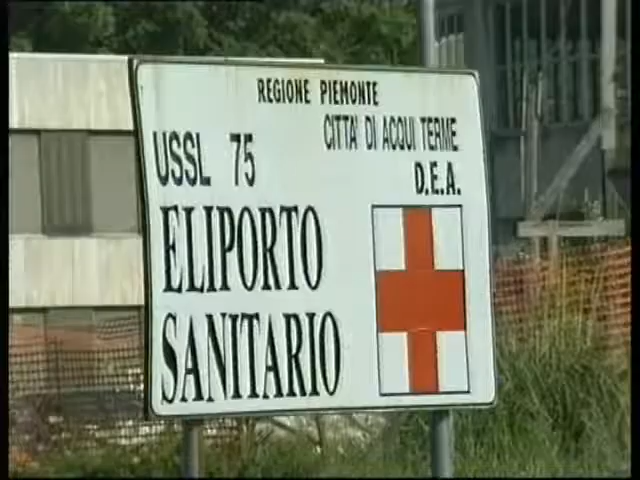 REGIONE PIEMONTE
CITTA' DI ACQUI TERME
USSL 75
D.E.A.
ELIPORTO
SANITARIO